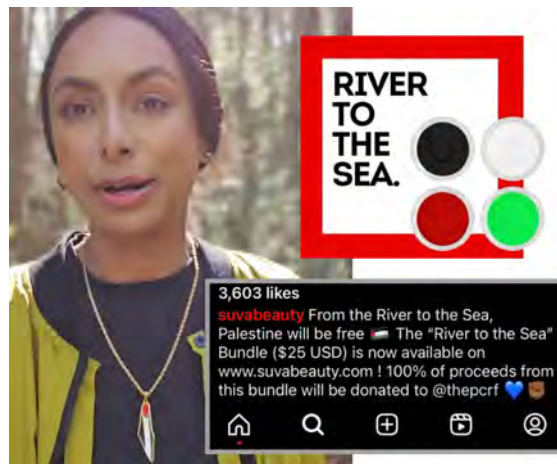 RIVER
TO
THE
SEA.
3,603 likes
suvabeauty From the River to the Sea,
Palestine will be free 🇵🇸 The “River to the Sea”
Bundle ($25 USD) is now available on
www.suvabeauty.com ! 100% of proceeds from
this bundle will be donated to @thepcrf 💙 ✊🏾